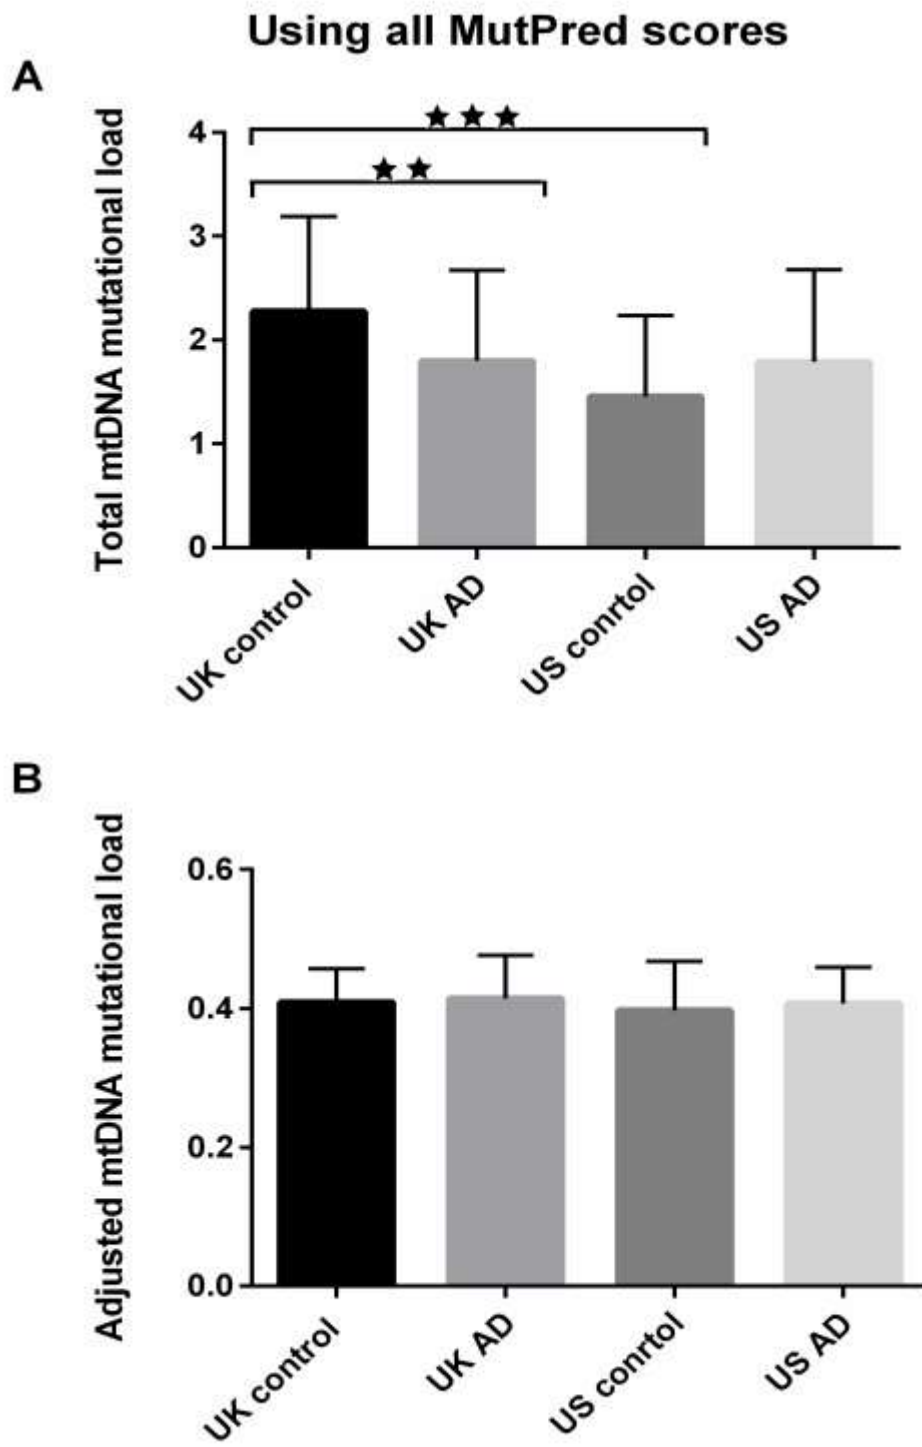 Using all MutPred scores
A
Total mtDNA mutational load
4
3
2
1
0
★★★
★★
UK control
UK AD
US conrtol
US AD
B
Adjusted mtDNA mutational load
0.6
0.4
0.2
0.0
UK control
UK AD
US conrtol
US AD